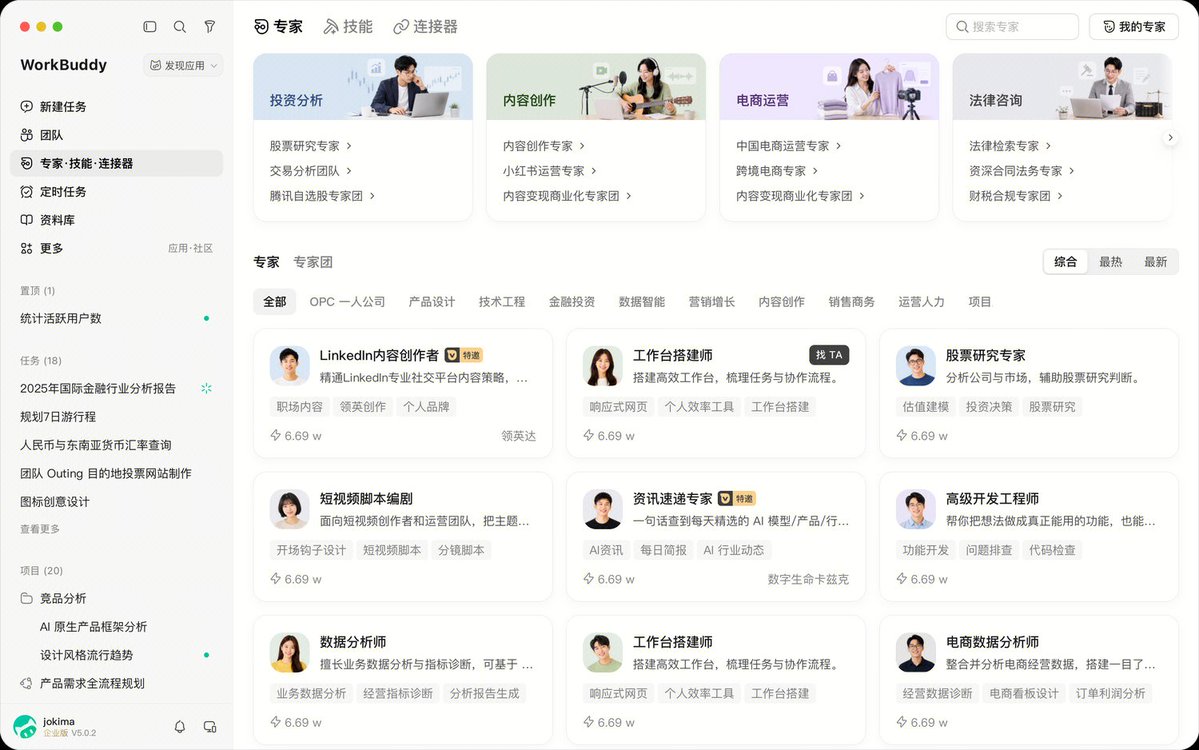 WorkBuddy
发现应用
新建任务
团队
专家·技能·连接器
定时任务
资料库
更多
应用·社区
置顶 (1)
统计活跃用户数
任务 (18)
2025年国际金融行业分析报告
规划7日游行程
人民币与东南亚货币汇率查询
团队 Outing 目的地投票网站制作
图标创意设计
查看更多
项目 (20)
竞品分析
AI 原生产品框架分析
设计风格流行趋势
产品需求全流程规划
jokima
企业版 V5.0.2
专家
技能
连接器
搜索专家
我的专家
投资分析
股票研究专家
交易分析团队
腾讯自选股专家团
内容创作
内容创作专家
小红书运营专家
内容变现商业化专家团
电商运营
中国电商运营专家
跨境电商专家
内容变现商业化专家团
法律咨询
法律检索专家
资深合同法务专家
财税合规专家团
专家
专家团
综合
最热
最新
全部
OPC 一人公司
产品设计
技术工程
金融投资
数据智能
营销增长
内容创作
销售商务
运营人力
项目
LinkedIn内容创作者
特邀
精通LinkedIn专业社交平台内容策略，...
职场内容
领英创作
个人品牌
6.69 w
领英达
工作台搭建师
找 TA
搭建高效工作台，梳理任务与协作流程。
响应式网页
个人效率工具
工作台搭建
6.69 w
股票研究专家
分析公司与市场，辅助股票研究判断。
估值建模
投资决策
股票研究
6.69 w
短视频脚本编剧
面向短视频创作者和运营团队，把主题...
开场钩子设计
短视频脚本
分镜脚本
6.69 w
资讯速递专家
特邀
一句话查到每天精选的 AI 模型/产品/行...
AI资讯
每日简报
AI 行业动态
6.69 w
数字生命卡兹克
高级开发工程师
帮你把想法做成真正能用的功能，也能...
功能开发
问题排查
代码检查
6.69 w
数据分析师
擅长业务数据分析与指标诊断，可基于 ...
业务数据分析
经营指标诊断
分析报告生成
6.69 w
工作台搭建师
搭建高效工作台，梳理任务与协作流程。
响应式网页
个人效率工具
工作台搭建
6.69 w
电商数据分析师
整合并分析电商经营数据，搭建一目了...
经营数据诊断
电商看板设计
订单利润分析
6.69 w